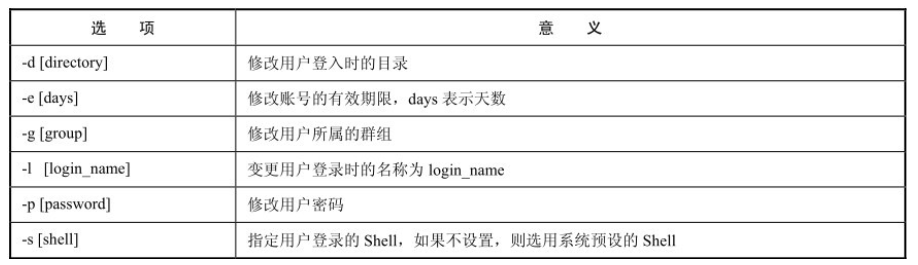 选 项 意 义
-d [directory] 修改用户登入时的目录
-e [days] 修改账号的有效期限，days 表示天数
-g [group] 修改用户所属的群组
-l [login_name] 变更用户登录时的名称为 login_name
-p [password] 修改用户密码
-s [shell] 指定用户登录的 Shell，如果不设置，则选用系统预设的 Shell